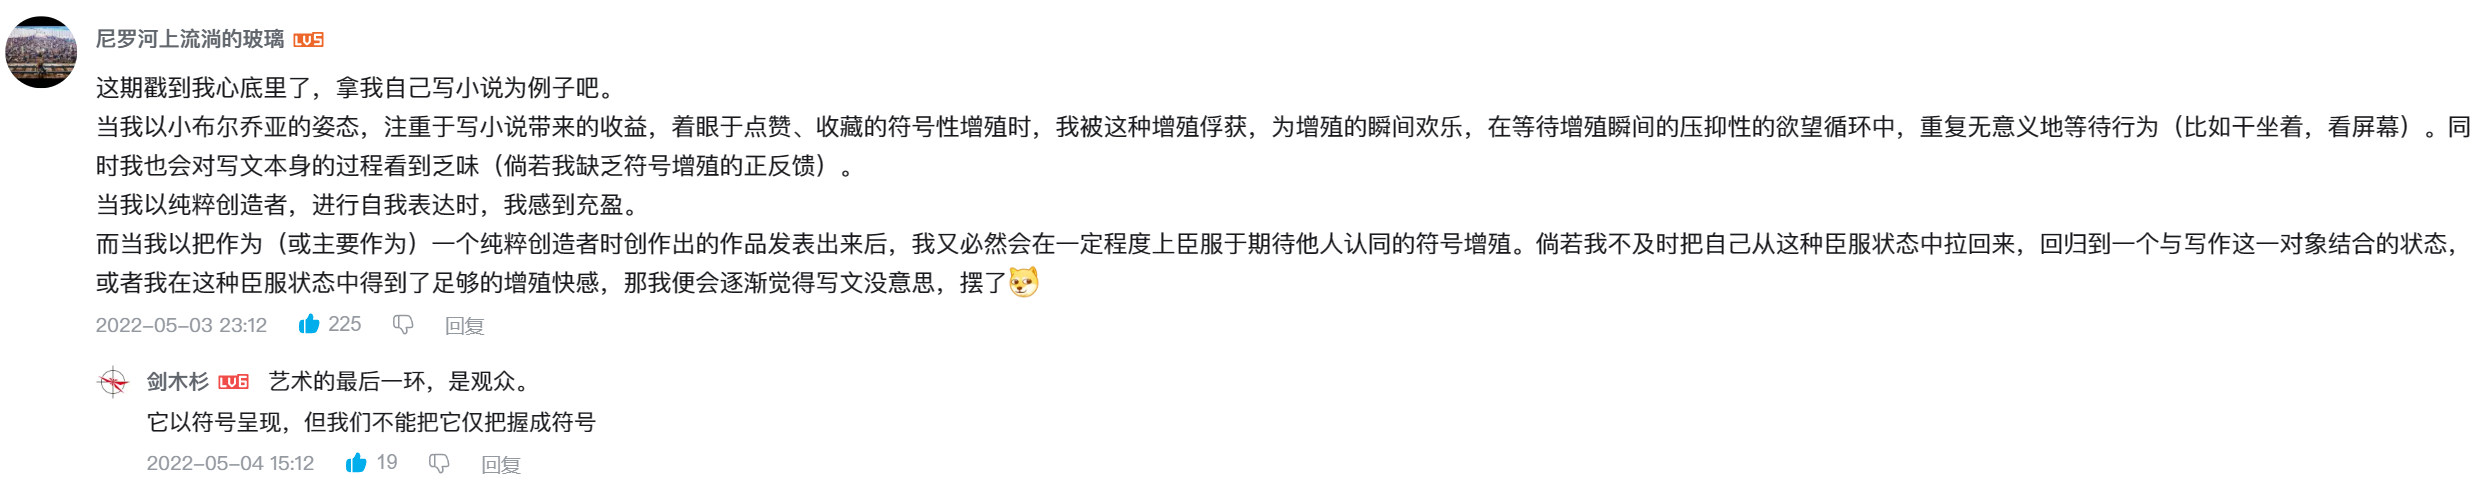 尼罗河上流淌的玻璃 LV5
这期戳到我心底里了，拿我自己写小说为例子吧。
当我以小布尔乔亚的姿态，注重于写小说带来的收益，着眼于点赞、收藏的符号性增殖时，我被这种增殖俘获，为增殖的瞬间欢乐，在等待增殖瞬间的压抑性的欲望循环中，重复无意义地等待行为（比如干坐着，看屏幕）。同
时我也会对写文本身的过程看到乏味（倘若我缺乏符号增殖的正反馈）。
当我以纯粹创造者，进行自我表达时，我感到充盈。
而当我以把作为（或主要作为）一个纯粹创造者时创作出的作品发表出来后，我又必然会在一定程度上臣服于期待他人认同的符号增殖。倘若我不及时把自己从这种臣服状态中拉回来，回归到一个与写作这一对象结合的状态，
或者我在这种臣服状态中得到了足够的增殖快感，那我便会逐渐觉得写文没意思，摆了
2022-05-03 23:12 225 回复
剑木杉 LV6 艺术的最后一环，是观众。
它以符号呈现，但我们不能把它仅把握成符号
2022-05-04 15:12 19 回复